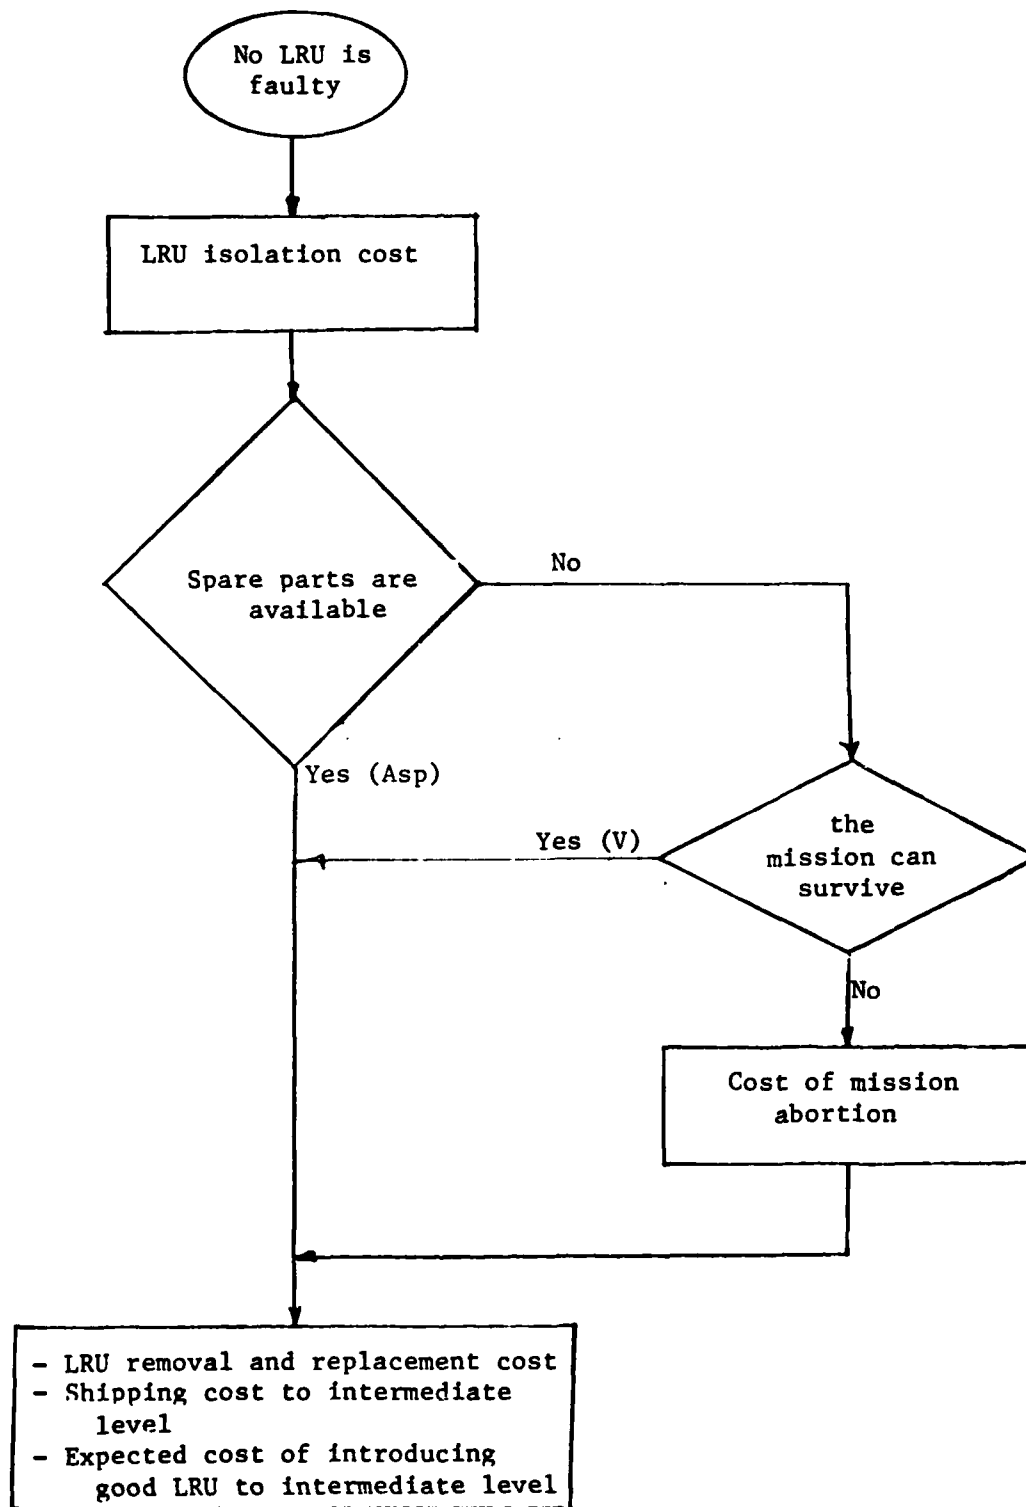 No LRU is
faulty
LRU isolation cost
Spare parts are
available
No
Yes (Asp)
Yes (V)
the
mission can
survive
No
Cost of mission
abortion
- LRU removal and replacement cost
- Shipping cost to intermediate
level
- Expected cost of introducing
good LRU to intermediate level